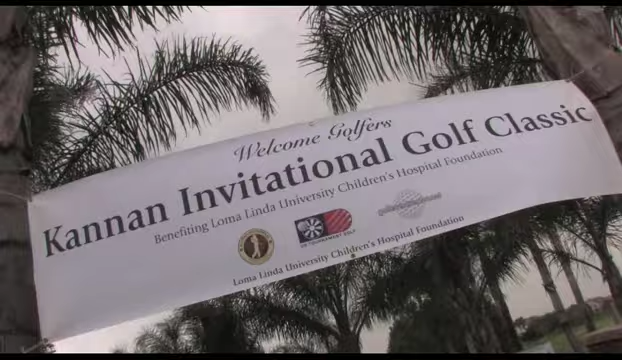 Welcome Golfers
Kannan Invitational Golf Classic
Benefiting Loma Linda University Children's Hospital Foundation
Loma Linda University Children's Hospital Foundation